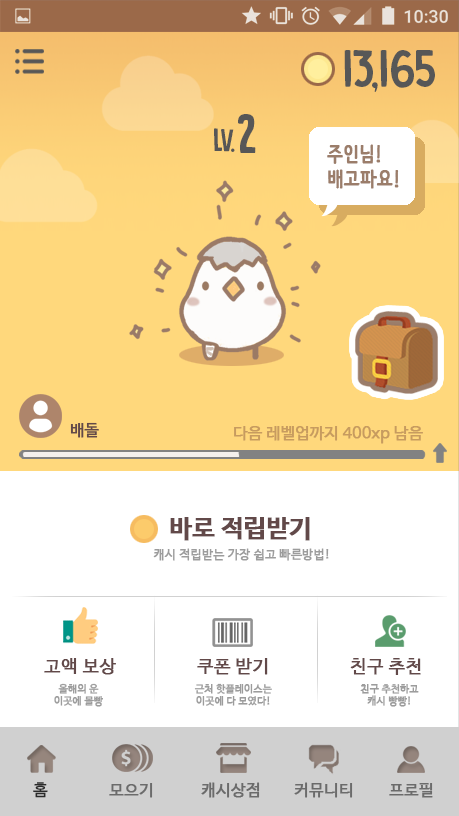 10:30
13,165
LV.2
주인님!
배고파요!
배돌
다음 레벨업까지 400xp 남음
바로 적립받기
캐시 적립받는 가장 쉽고 빠른방법!
고액 보상
올해의 운
이곳에 몰빵
쿠폰 받기
근처 핫플레이스는
이곳에 다 모였다!
친구 추천
친구 추천하고
캐시 빵빵!
$
홈
모으기
캐시상점
커뮤니티
프로필